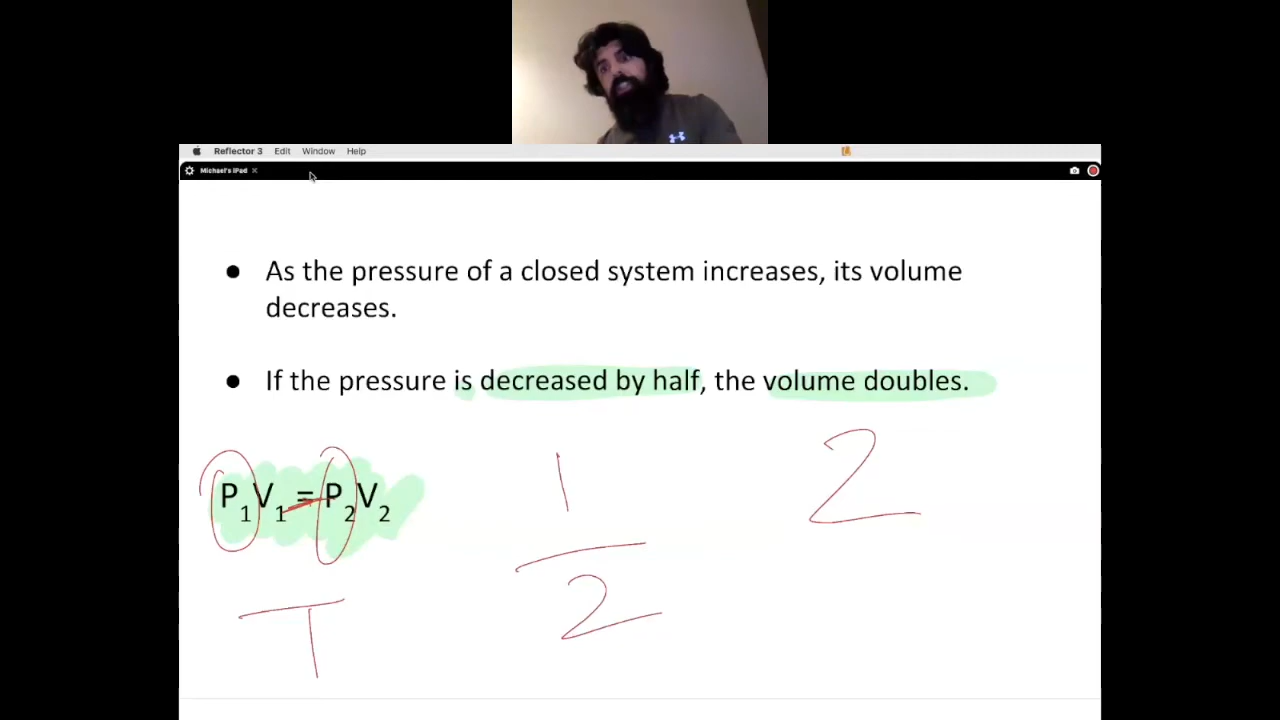 Reflector 3 Edit Window Help
Michael's iPad
● As the pressure of a closed system increases, its volume
decreases.
● If the pressure is decreased by half, the volume doubles.
P₁V₁ = P₂V₂
1
2
2
T